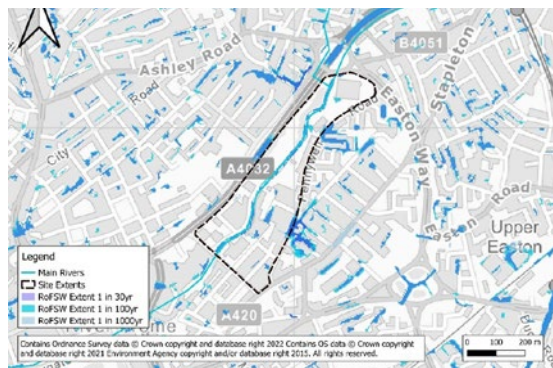 B4051
Ashley Road
Stapleton
Road
Easton Way
Road
City
A4032
Easton Road
Upper
Easton
Legend
Main Rivers
Site Extents
RoFSW Extent 1 in 30yr
RoFSW Extent 1 in 100yr
RoFSW Extent 1 in 1000yr
A420
Contains Ordnance Survey data © Crown copyright and database right 2022 Contains OS data © Crown copyright
and database right 2021 Environment Agency copyright and/or database right 2015. All rights reserved.
0 100 200 m